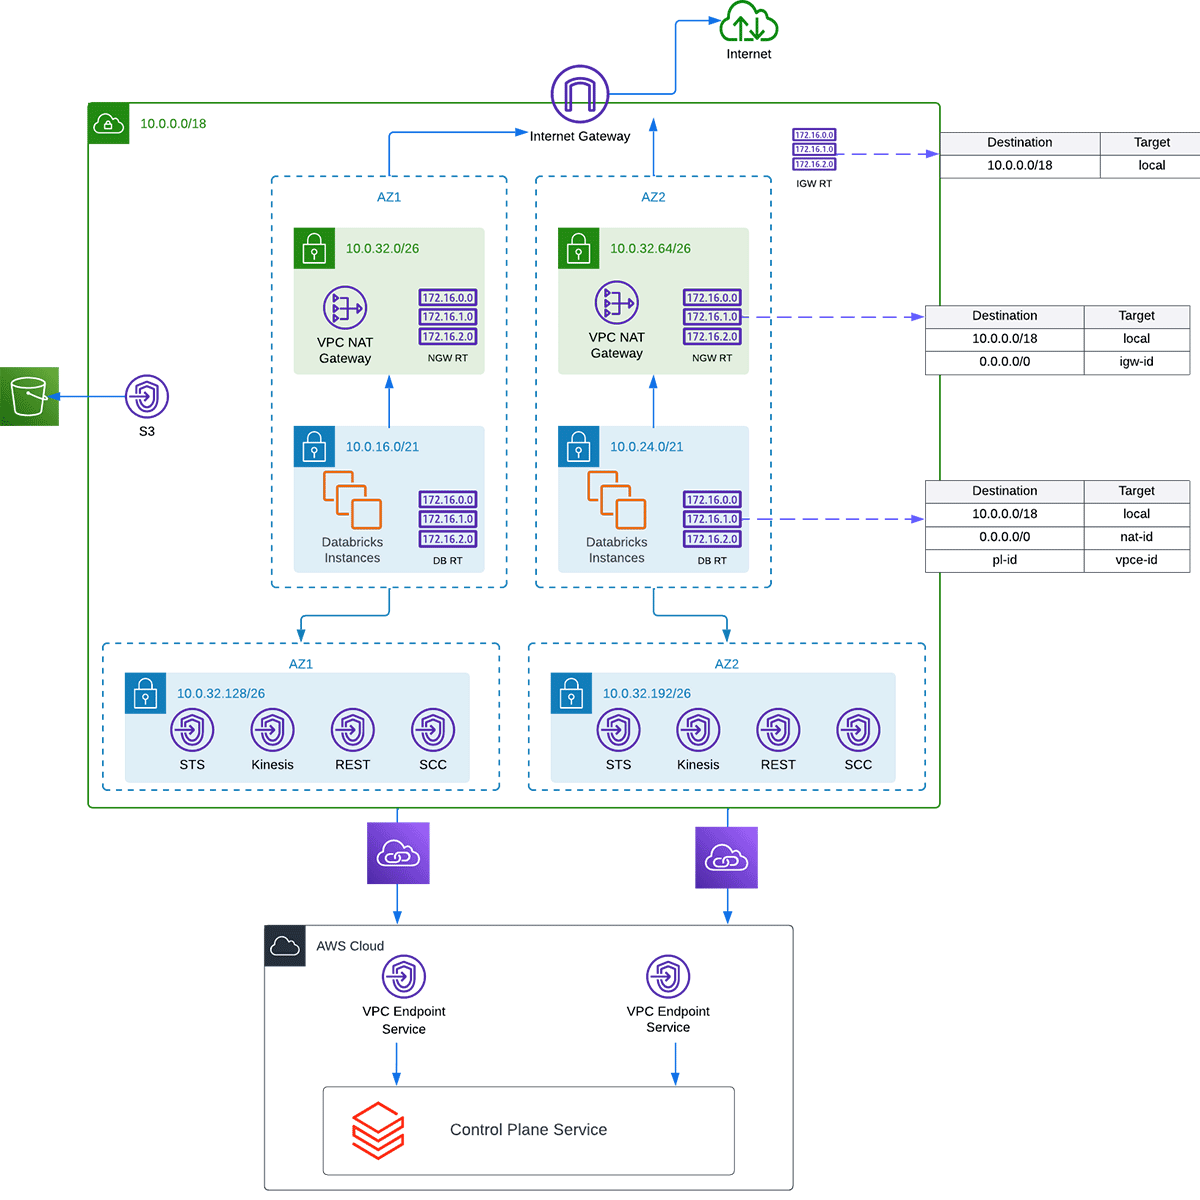 Internet
10.0.0.0/18
Internet Gateway
172.16.0.0
172.16.1.0
172.16.2.0
IGW RT
Destination Target
10.0.0.0/18 local
AZ1
10.0.32.0/26
VPC NAT
Gateway
172.16.0.0
172.16.1.0
172.16.2.0
NGW RT
AZ2
10.0.32.64/26
VPC NAT
Gateway
172.16.0.0
172.16.1.0
172.16.2.0
NGW RT
Destination Target
10.0.0.0/18 local
0.0.0.0/0 igw-id
S3
10.0.16.0/21
Databricks
Instances
172.16.0.0
172.16.1.0
172.16.2.0
DB RT
10.0.24.0/21
Databricks
Instances
172.16.0.0
172.16.1.0
172.16.2.0
DB RT
Destination Target
10.0.0.0/18 local
0.0.0.0/0 nat-id
pl-id vpce-id
AZ1
10.0.32.128/26
STS Kinesis REST SCC
AZ2
10.0.32.192/26
STS Kinesis REST SCC
AWS Cloud
VPC Endpoint
Service
VPC Endpoint
Service
Control Plane Service